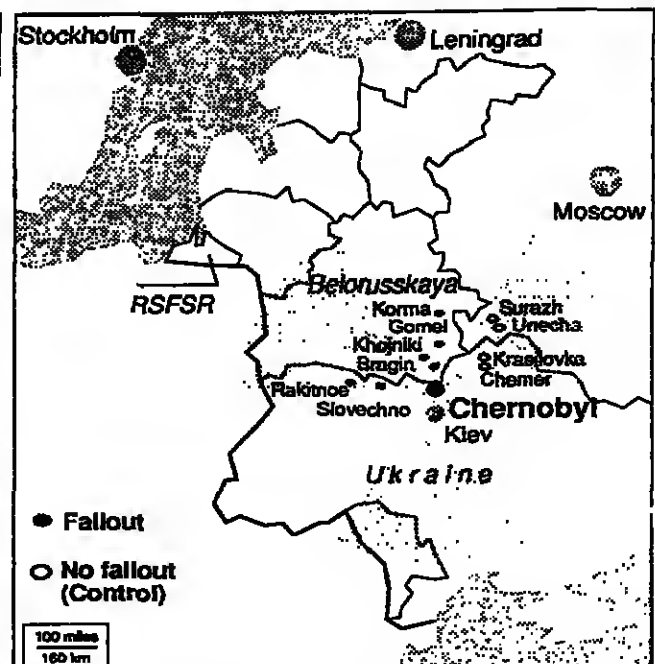 Stockholm
Leningrad
Moscow
RSFSR
Belorusskaya
Korma
Gomel
Surazh
Unecha
Khojniki
Bragin
Krasilovka
Chemer
Rakitnoe
Slovechno
Chernobyl
Kiev
Ukraine
Fallout
No fallout
(Control)
100 miles
160 km